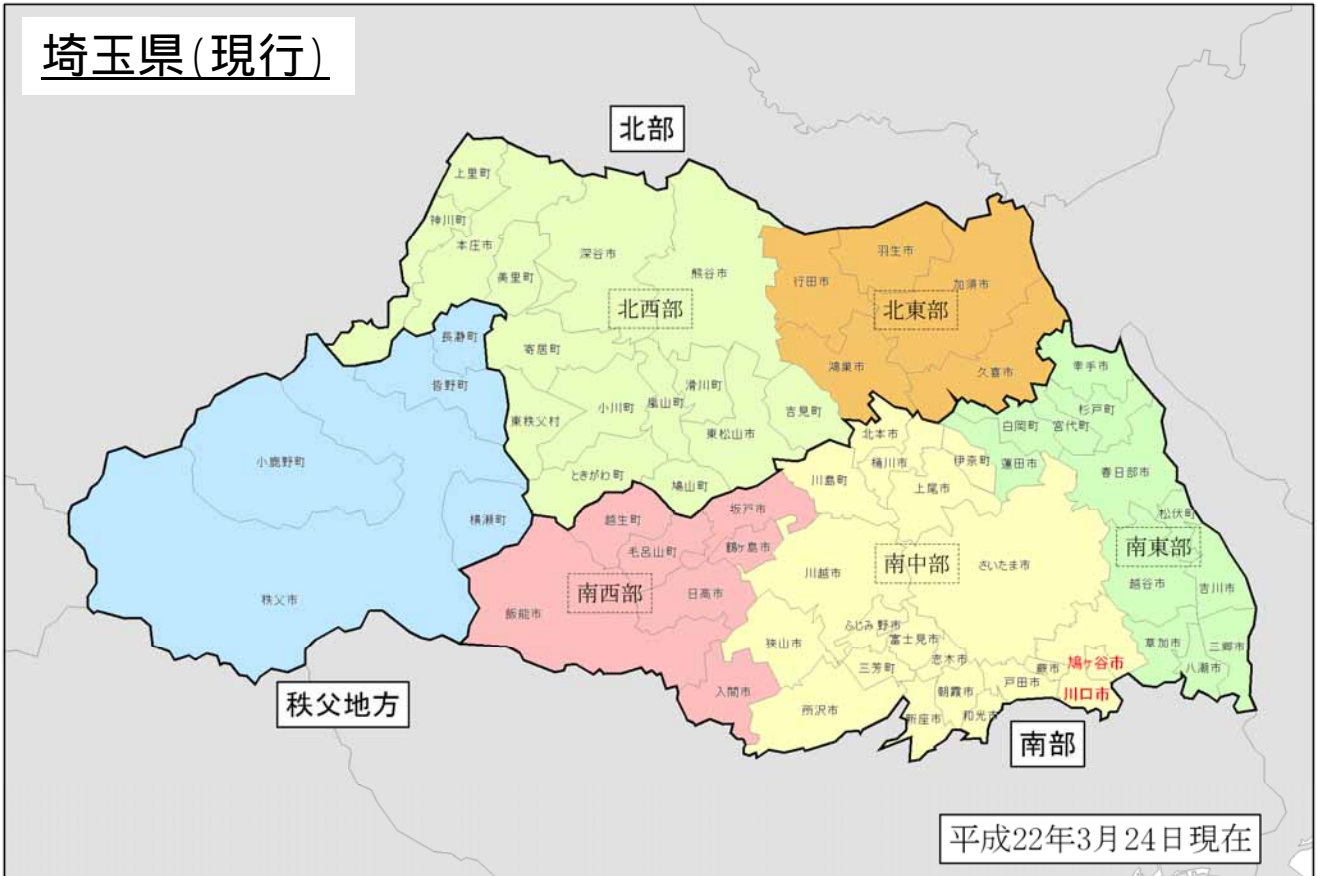 埼玉県(現行)
北部
上里町
神川町
本庄市
美里町
深谷市
熊谷市
北西部
寄居町
小川町
嵐山町
滑川町
吉見町
東秩父村
東松山市
ときがわ町
鳩山町
行田市
羽生市
加須市
北東部
鴻巣市
久喜市
長瀞町
皆野町
小鹿野町
横瀬町
秩父市
秩父地方
越生町
坂戸市
毛呂山町
鶴ヶ島市
南西部
日高市
飯能市
入間市
北本市
桶川市
伊奈町
川島町
上尾市
南中部
川越市
さいたま市
ふじみ野市
富士見市
狭山市
三芳町
志木市
所沢市
朝霞市
新座市
和光市
戸田市
蕨市
鳩ヶ谷市
川口市
幸手市
杉戸町
白岡町
宮代町
蓮田市
春日部市
松伏町
南東部
越谷市
吉川市
草加市
三郷市
八潮市
南部
平成22年3月24日現在